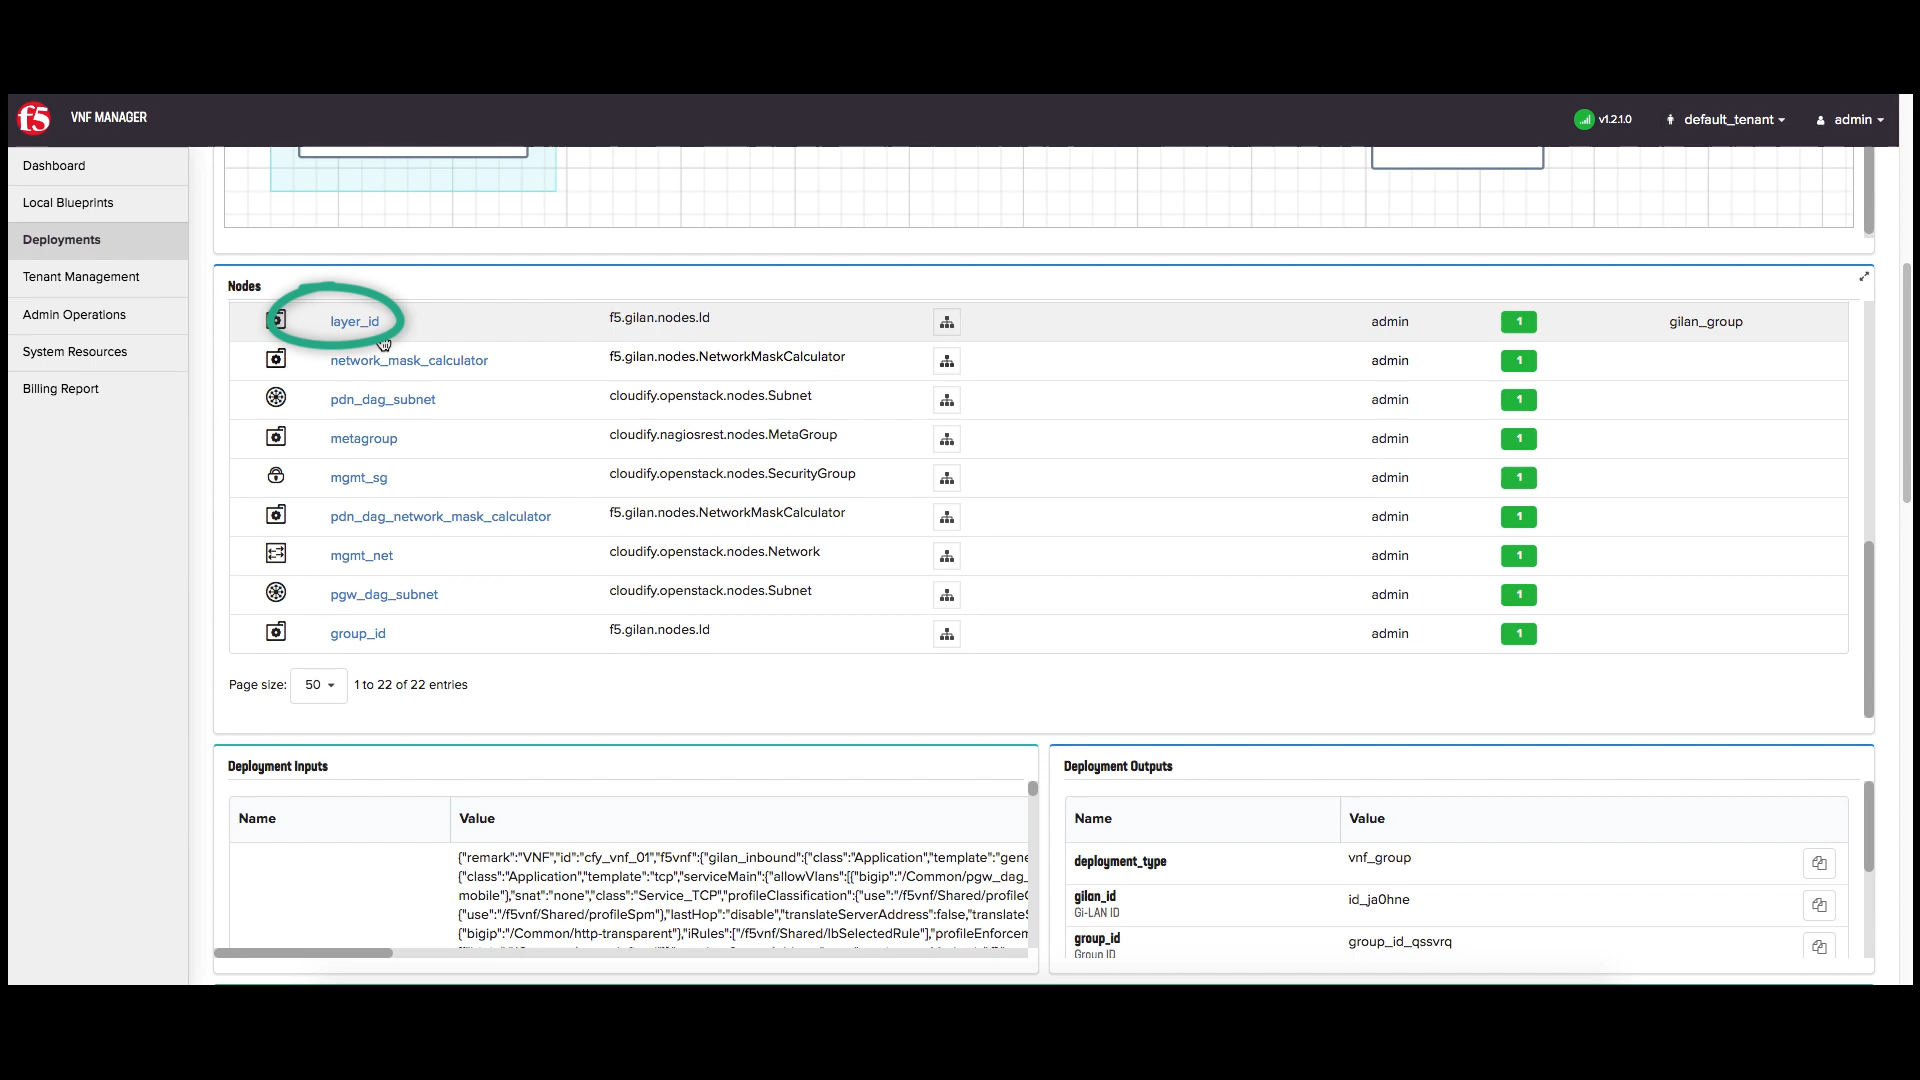 f5 VNF MANAGER v1.2.1.0 default_tenant admin
Dashboard
Local Blueprints
Deployments
Tenant Management
Admin Operations
System Resources
Billing Report
Nodes
layer_id f5.gilan.nodes.Id admin 1 gilan_group
network_mask_calculator f5.gilan.nodes.NetworkMaskCalculator admin 1
pdn_dag_subnet cloudify.openstack.nodes.Subnet admin 1
metagroup cloudify.nagiosrest.nodes.MetaGroup admin 1
mgmt_sg cloudify.openstack.nodes.SecurityGroup admin 1
pdn_dag_network_mask_calculator f5.gilan.nodes.NetworkMaskCalculator admin 1
mgmt_net cloudify.openstack.nodes.Network admin 1
pgw_dag_subnet cloudify.openstack.nodes.Subnet admin 1
group_id f5.gilan.nodes.Id admin 1
Page size: 50 1 to 22 of 22 entries
Deployment Inputs
Name Value
{"remark":"VNF","id":"cfy_vnf_01","f5vnf":{"gilan_inbound":{"class":"Application","template":"gene
{"class":"Application","template":"tcp","serviceMain":{"allowVlans":[{"bigip":"/Common/pgw_dag_
mobile"},"snat":"none","class":"Service_TCP","profileClassification":{"use":"/f5vnf/Shared/profileC
{"use":"/f5vnf/Shared/profileSpm"},"lastHop":"disable","translateServerAddress":false,"translateS
{"bigip":"/Common/http-transparent"},"iRules":["/f5vnf/Shared/lbSelectedRule"],"profileEnforcem
Deployment Outputs
Name Value
deployment_type vnf_group
gilan_id id_ja0hne
Gi-LAN ID
group_id group_id_qssvrq
Group ID